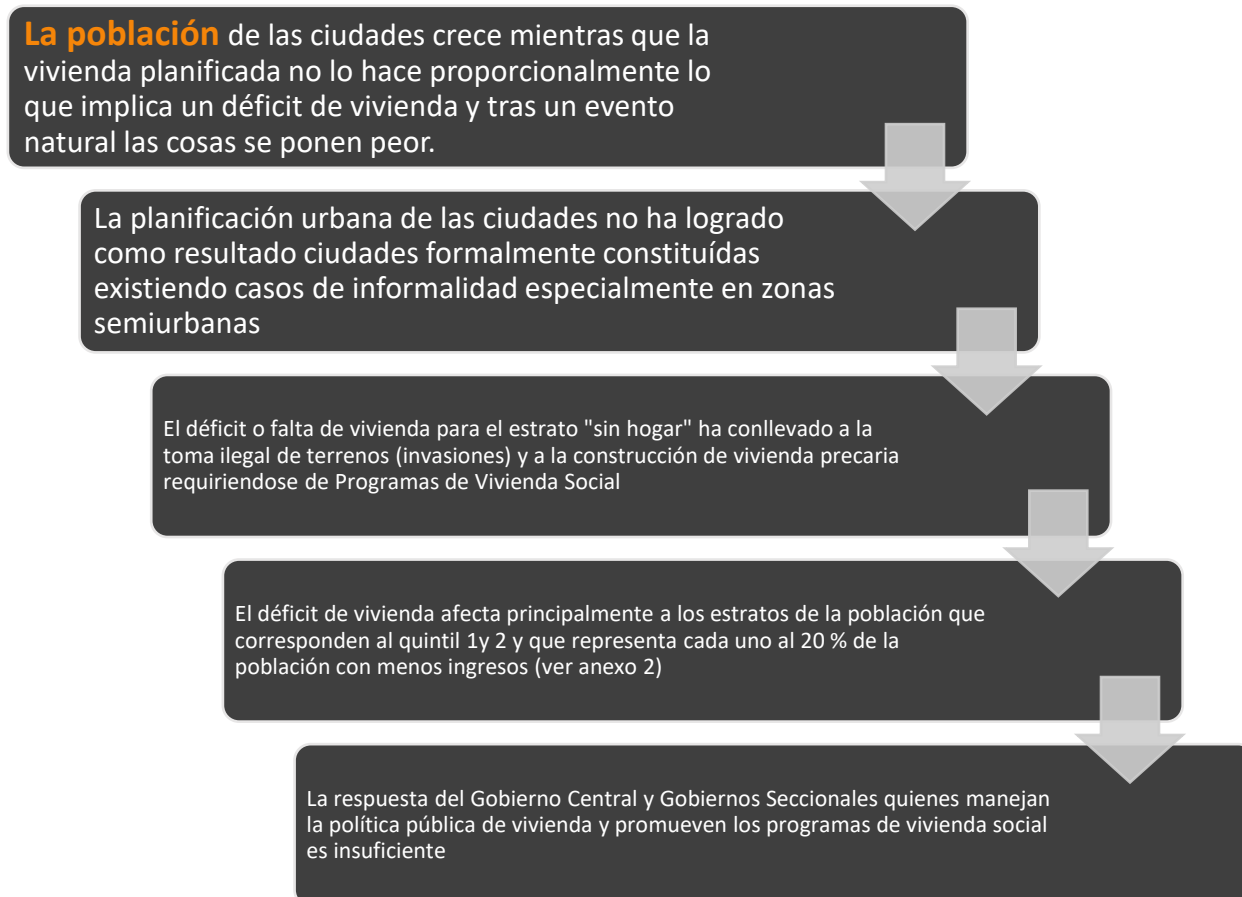 La población de las ciudades crece mientras que la
vivienda planificada no lo hace proporcionalmente lo
que implica un déficit de vivienda y tras un evento
natural las cosas se ponen peor.
La planificación urbana de las ciudades no ha logrado
como resultado ciudades formalmente constituídas
existiendo casos de informalidad especialmente en zonas
semiurbanas
El déficit o falta de vivienda para el estrato "sin hogar" ha conllevado a la
toma ilegal de terrenos (invasiones) y a la construcción de vivienda precaria
requiriendose de Programas de Vivienda Social
El déficit de vivienda afecta principalmente a los estratos de la población que
corresponden al quintil 1y 2 y que representa cada uno al 20 % de la
población con menos ingresos (ver anexo 2)
La respuesta del Gobierno Central y Gobiernos Seccionales quienes manejan
la política pública de vivienda y promueven los programas de vivienda social
es insuficiente